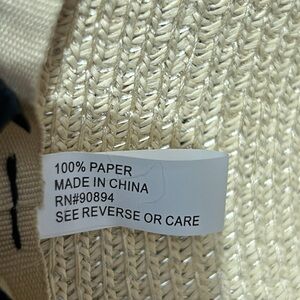 100% PAPER
MADE IN CHINA
RN#90894
SEE REVERSE OR CARE